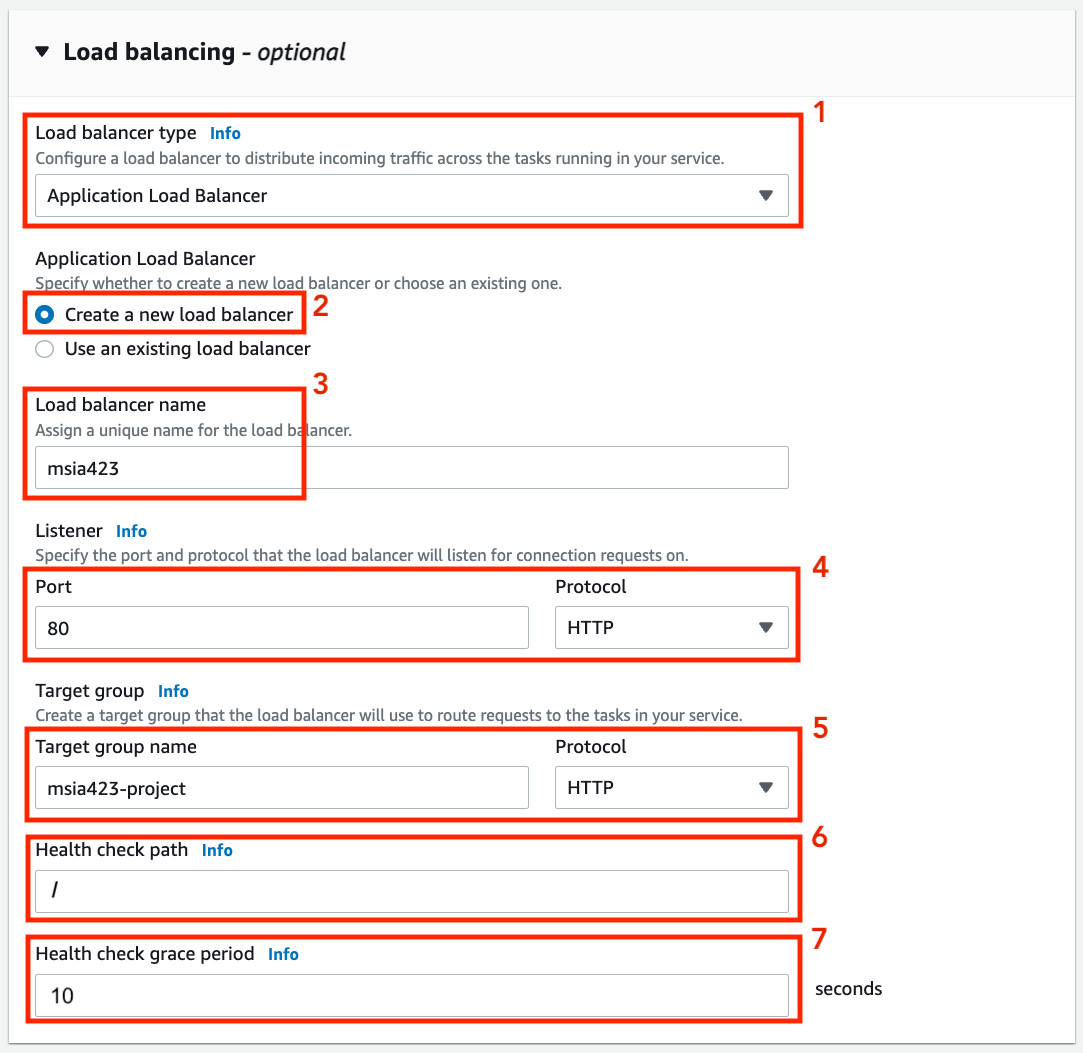 Load balancing - optional
1
Load balancer type Info
Configure a load balancer to distribute incoming traffic across the tasks running in your service.
Application Load Balancer
Application Load Balancer
Specify whether to create a new load balancer or choose an existing one.
2
Create a new load balancer
Use an existing load balancer
3
Load balancer name
Assign a unique name for the load balancer.
msia423
Listener Info
Specify the port and protocol that the load balancer will listen for connection requests on.
4
Port Protocol
80 HTTP
Target group Info
Create a target group that the load balancer will use to route requests to the tasks in your service.
5
Target group name Protocol
msia423-project HTTP
6
Health check path Info
/
7
Health check grace period Info
10 seconds